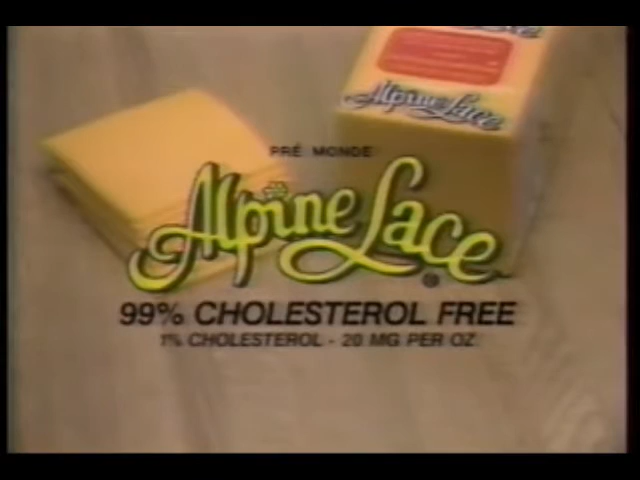 Alpine Lace
PRÉ MONDE
Alpine Lace®
99% CHOLESTEROL FREE
1% CHOLESTEROL - 20 MG PER OZ.